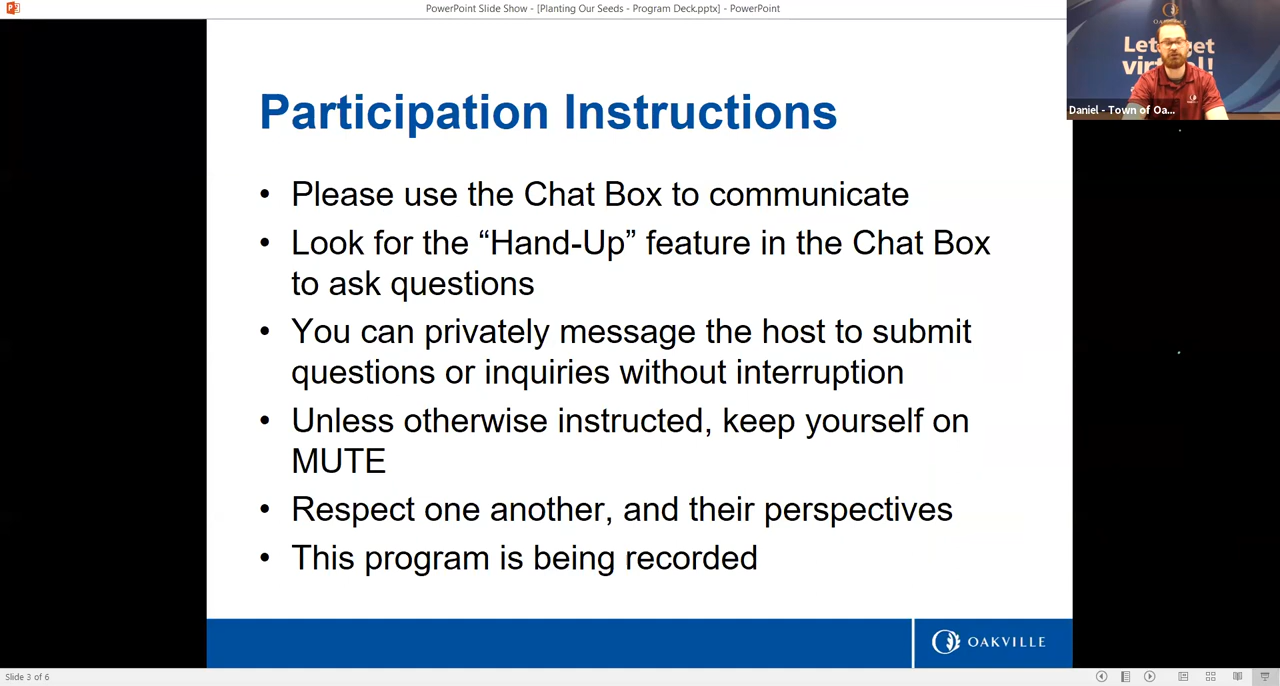 PowerPoint Slide Show - [Planting Our Seeds - Program Deck.pptx] - PowerPoint
Participation Instructions
• Please use the Chat Box to communicate
• Look for the “Hand-Up” feature in the Chat Box
to ask questions
• You can privately message the host to submit
questions or inquiries without interruption
• Unless otherwise instructed, keep yourself on
MUTE
• Respect one another, and their perspectives
• This program is being recorded
OAKVILLE
Daniel - Town of Oa...
Slide 3 of 6